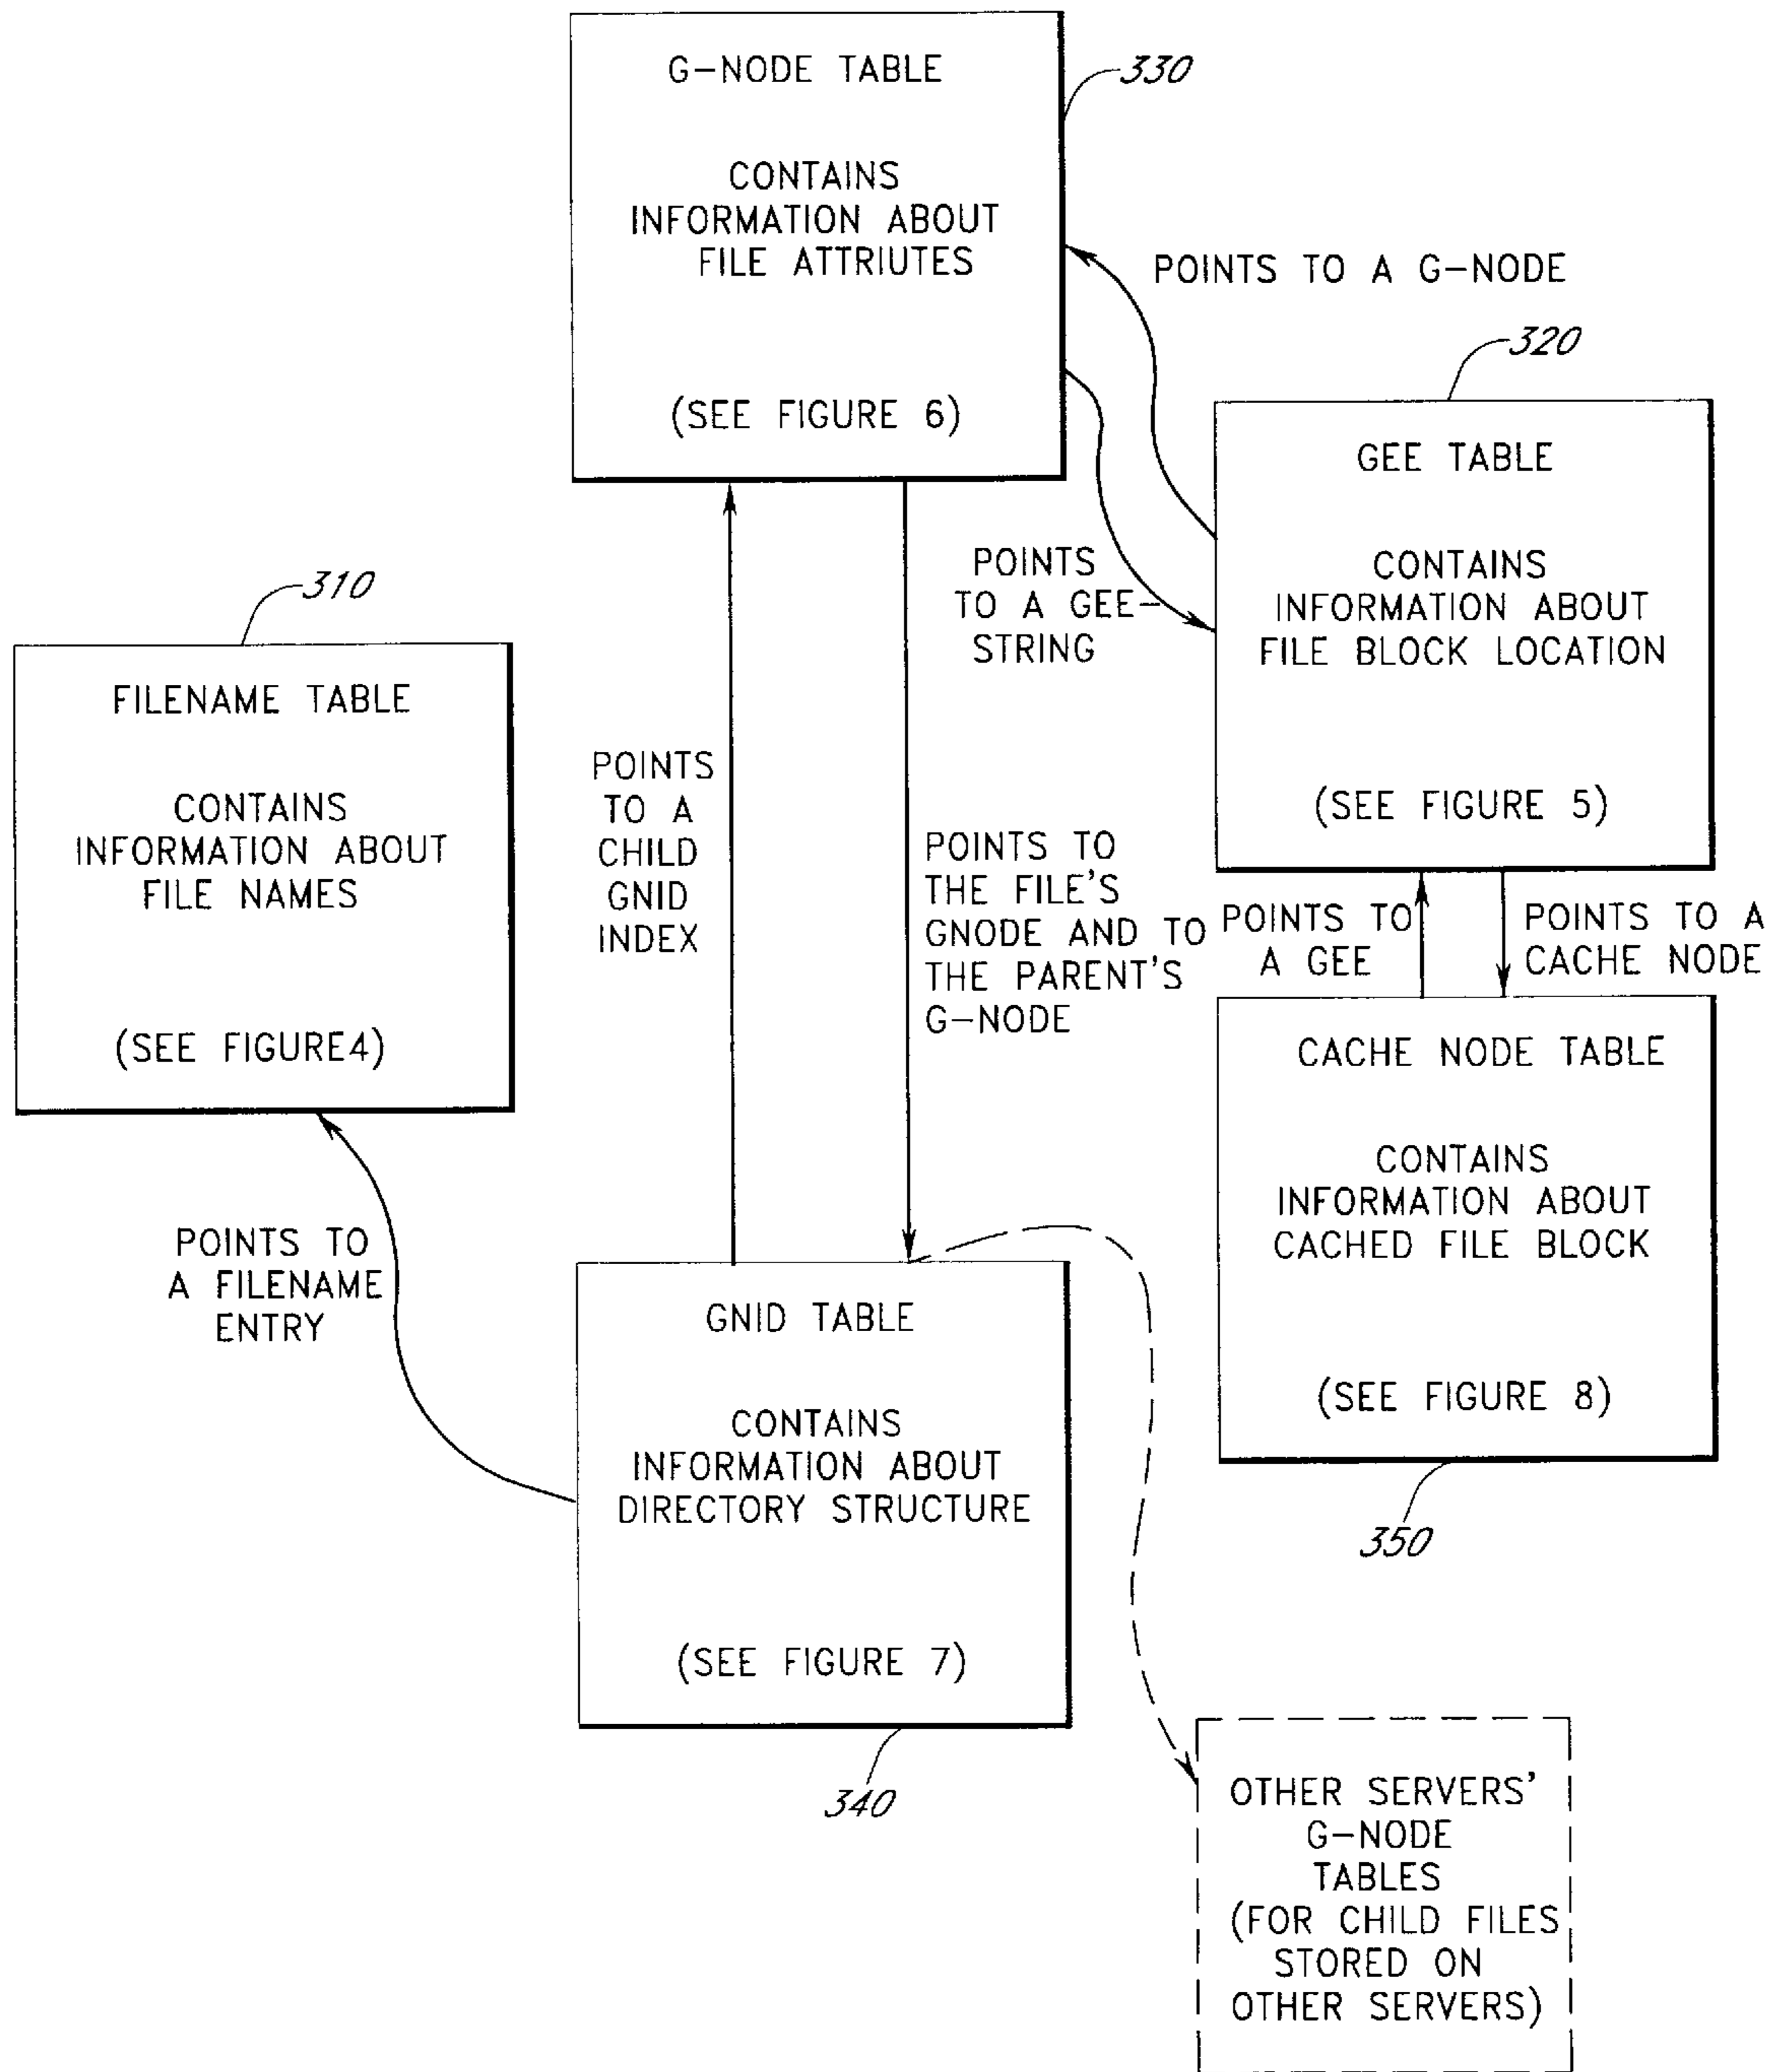 G-NODE TABLE
CONTAINS
INFORMATION ABOUT
FILE ATTRIUTES
(SEE FIGURE 6)
330
POINTS TO A G-NODE
320
GEE TABLE
CONTAINS
INFORMATION ABOUT
FILE BLOCK LOCATION
(SEE FIGURE 5)
POINTS
TO A GEE-
STRING
310
FILENAME TABLE
CONTAINS
INFORMATION ABOUT
FILE NAMES
(SEE FIGURE4)
POINTS
TO A
CHILD
GNID
INDEX
POINTS TO
THE FILE'S
GNODE AND TO
THE PARENT'S
G-NODE
POINTS TO
A GEE
POINTS TO A
CACHE NODE
CACHE NODE TABLE
CONTAINS
INFORMATION ABOUT
CACHED FILE BLOCK
(SEE FIGURE 8)
350
POINTS TO
A FILENAME
ENTRY
GNID TABLE
CONTAINS
INFORMATION ABOUT
DIRECTORY STRUCTURE
(SEE FIGURE 7)
340
OTHER SERVERS'
G-NODE
TABLES
(FOR CHILD FILES
STORED ON
OTHER SERVERS)